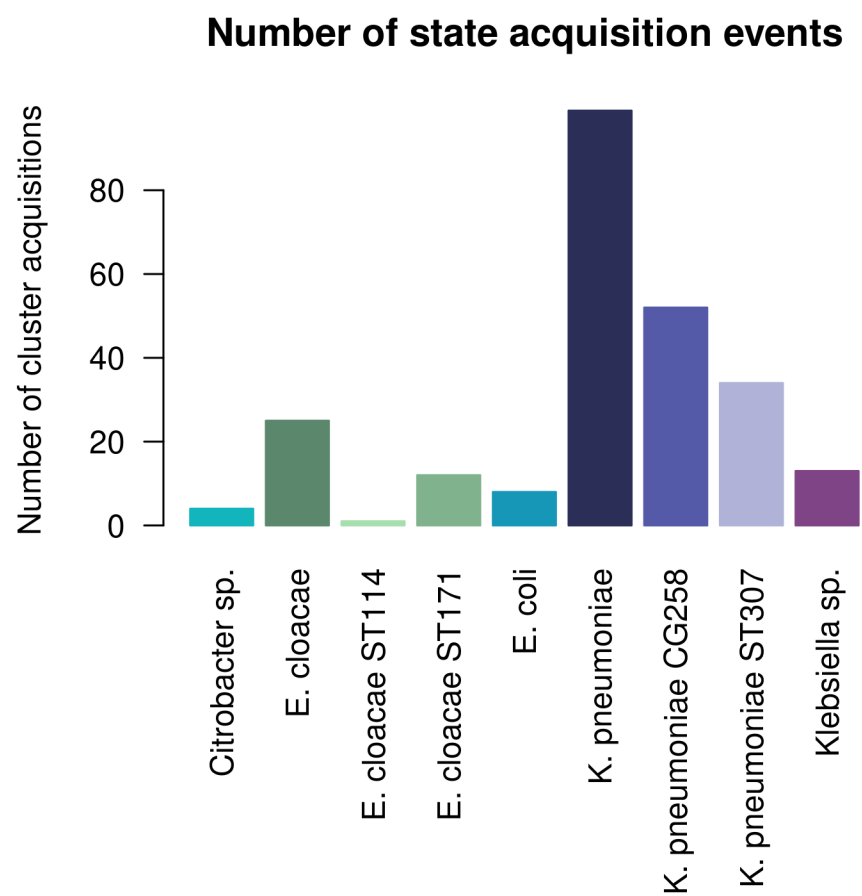 Number of state acquisition events
Number of cluster acquisitions
80
60
40
20
0
Citrobacter sp.
E. cloacae
E. cloacae ST114
E. cloacae ST171
E. coli
K. pneumoniae
K. pneumoniae CG258
K. pneumoniae ST307
Klebsiella sp.